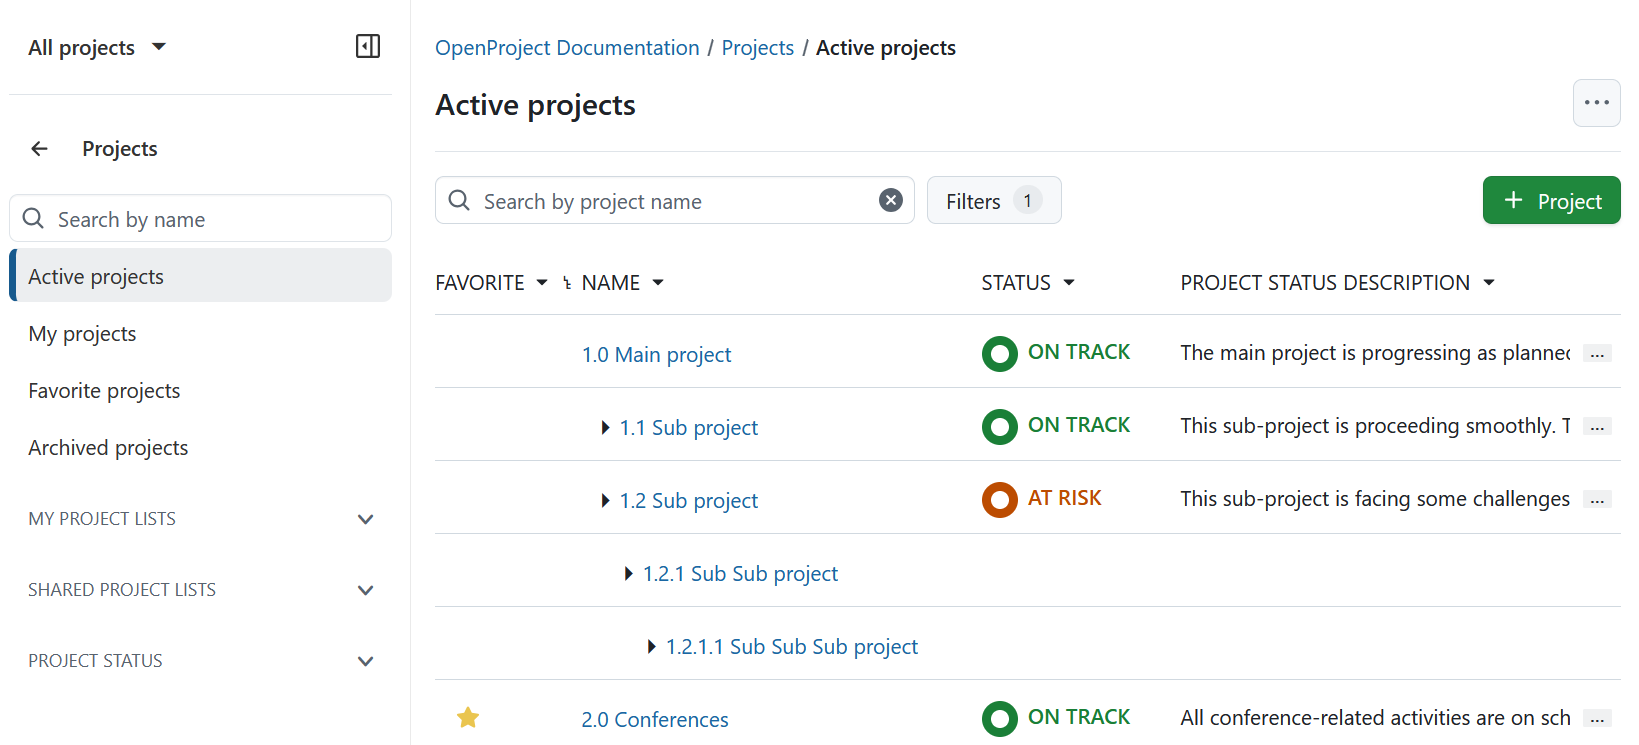 All projects
Projects
Search by name
Active projects
My projects
Favorite projects
Archived projects
MY PROJECT LISTS
SHARED PROJECT LISTS
PROJECT STATUS
OpenProject Documentation / Projects / Active projects
Active projects
...
Search by project name
Filters 1
+ Project
FAVORITE NAME STATUS PROJECT STATUS DESCRIPTION
1.0 Main project ON TRACK The main project is progressing as planned ...
1.1 Sub project ON TRACK This sub-project is proceeding smoothly. T ...
1.2 Sub project AT RISK This sub-project is facing some challenges ...
1.2.1 Sub Sub project
1.2.1.1 Sub Sub Sub project
2.0 Conferences ON TRACK All conference-related activities are on sch ...